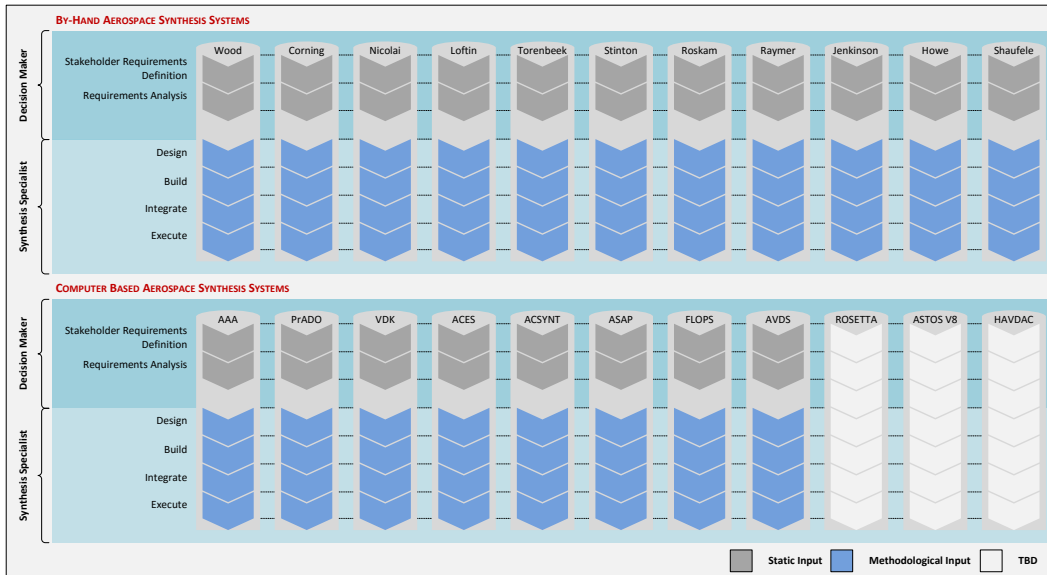 BY-HAND AEROSPACE SYNTHESIS SYSTEMS
Decision Maker
Wood Corning Nicolai Loftin Torenbeek Stinton Roskam Raymer Jenkinson Howe Shaufele
Stakeholder Requirements
Definition
Requirements Analysis
Synthesis Specialist
Design
Build
Integrate
Execute
COMPUTER BASED AEROSPACE SYNTHESIS SYSTEMS
Decision Maker
AAA PrADO VDK ACES ACSYNT ASAP FLOPS AVDS ROSETTA ASTOS V8 HAVDAC
Stakeholder Requirements
Definition
Requirements Analysis
Synthesis Specialist
Design
Build
Integrate
Execute
STATIC INPUT METHODOLOGICAL INPUT TBD